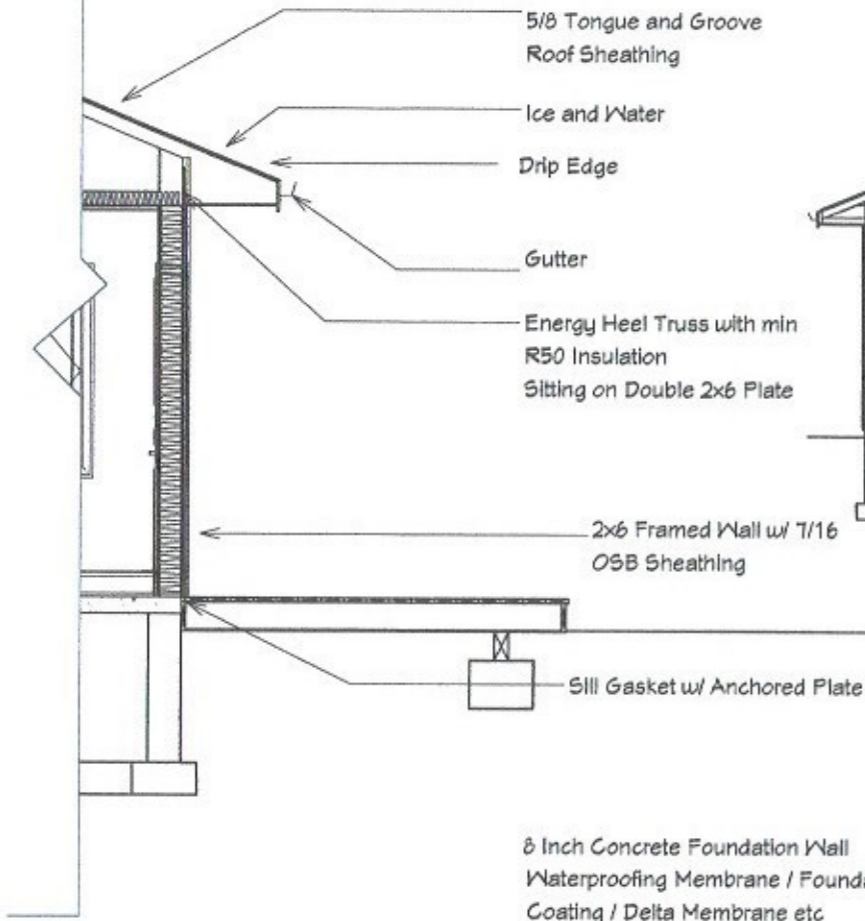 5/8 Tongue and Groove
Roof Sheathing
Ice and Water
Drip Edge
Gutter
Energy Heel Truss with min
R50 Insulation
Sitting on Double 2x6 Plate
2x6 Framed Wall w/ 7/16
OSB Sheathing
Sill Gasket w/ Anchored Plate
8 Inch Concrete Foundation Wall
Waterproofing Membrane / Founda
Coating / Delta Membrane etc